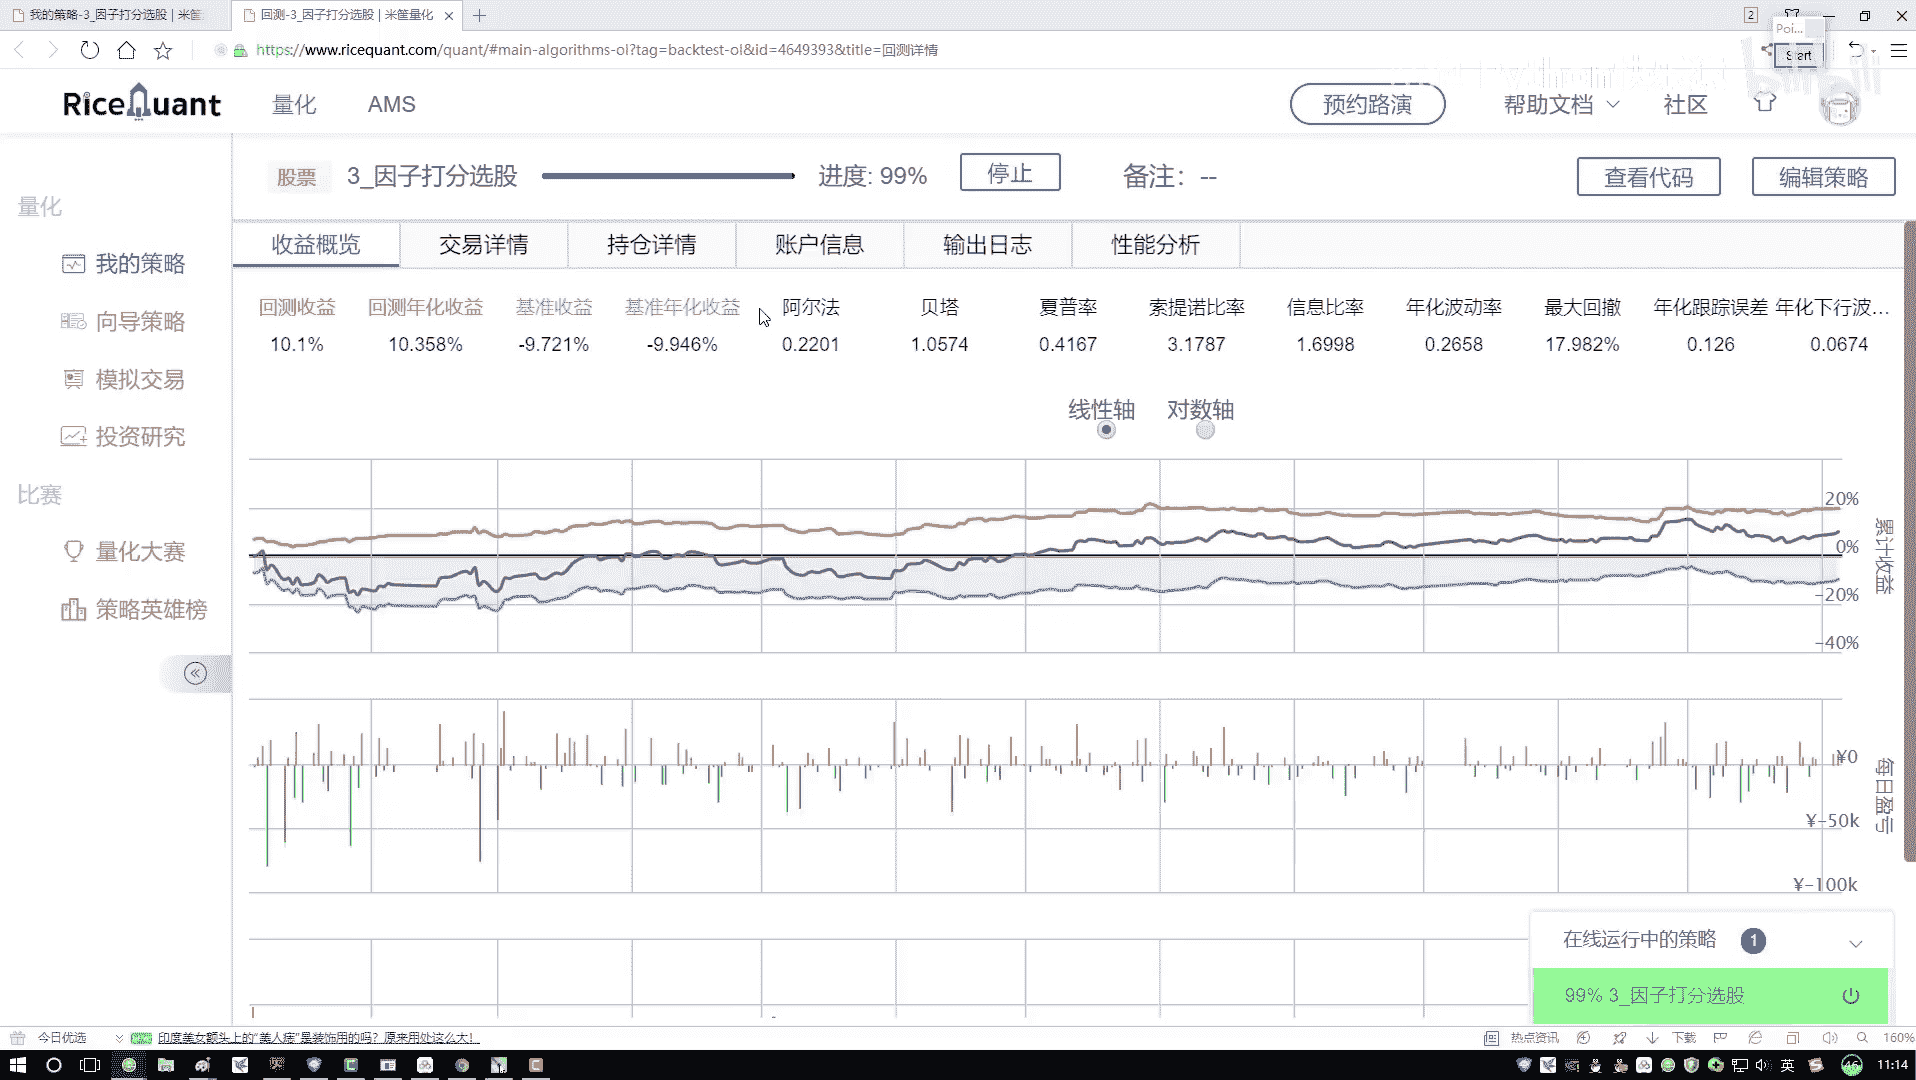 我的策略-3_因子打分选股 | 米筐
回测-3_因子打分选股 | 米筐量化
2
Poi...
Start
https://www.ricequant.com/quant/#main-algorithms-ol?tag=backtest-ol&id=4649393&title=回测详情
RiceQuant
量化
AMS
预约路演
帮助文档
社区
股票
3_因子打分选股
进度: 99%
停止
备注: --
查看代码
编辑策略
量化
我的策略
向导策略
模拟交易
投资研究
比赛
量化大赛
策略英雄榜
收益概览
交易详情
持仓详情
账户信息
输出日志
性能分析
回测收益 回测年化收益 基准收益 基准年化收益 阿尔法 贝塔 夏普率 索提诺比率 信息比率 年化波动率 最大回撤 年化跟踪误差 年化下行波...
10.1% 10.358% -9.721% -9.946% 0.2201 1.0574 0.4167 3.1787 1.6998 0.2658 17.982% 0.126 0.0674
线性轴 对数轴
20%
0%
-20%
-40%
累计收益
¥0
¥-50k
¥-100k
每日盈亏
在线运行中的策略 1
99% 3_因子打分选股
今日优选
印度美女额头上的“美人痣”是装饰用的吗？原来用处这么大！
热点资讯
下载
160%
英
46
11:14